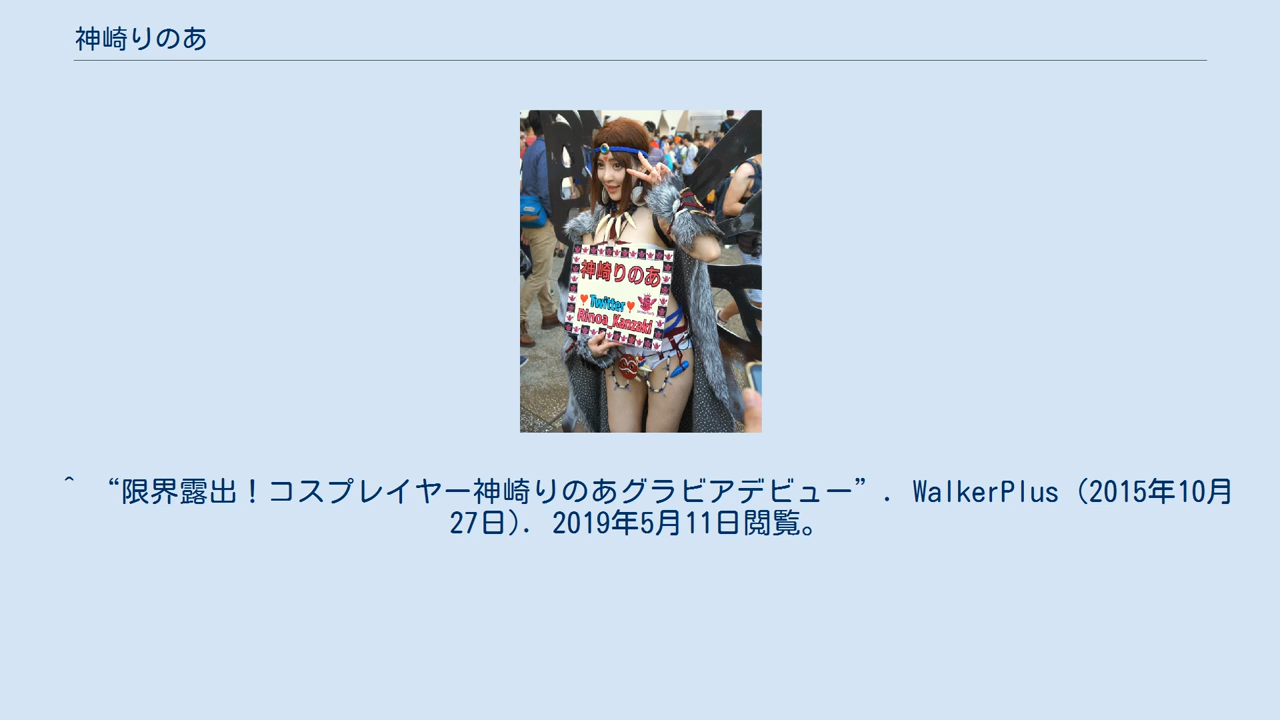 神崎りのあ
神崎りのあ
Twitter
Rinoa_Kanzaki
^ “限界露出！コスプレイヤー神崎りのあグラビアデビュー”. WalkerPlus (2015年10月
27日). 2019年5月11日閲覧。